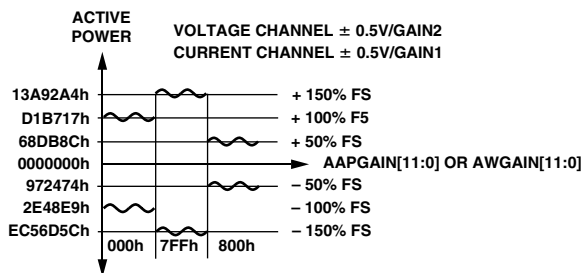 ACTIVE
POWER
VOLTAGE CHANNEL ± 0.5V/GAIN2
CURRENT CHANNEL ± 0.5V/GAIN1
13A92A4h + 150% FS
D1B717h + 100% F5
68DB8Ch + 50% FS
0000000h AAPGAIN[11:0] OR AWGAIN[11:0]
972474h – 50% FS
2E48E9h – 100% FS
EC56D5Ch – 150% FS
000h 7FFh 800h